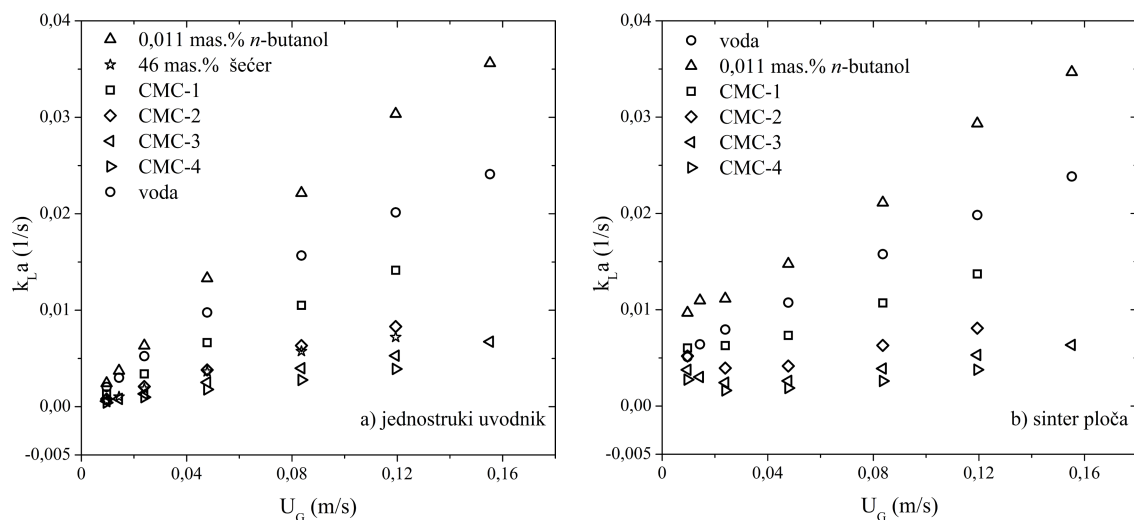 0,04
0,03
0,02
0,01
0,00
-0,005
k_L a (1/s)
0,011 mas.% n-butanol
46 mas.% šećer
CMC-1
CMC-2
CMC-3
CMC-4
voda
a) jednostruki uvodnik
0
0,04
0,08
0,12
0,16
U_G (m/s)
0,04
0,03
0,02
0,01
0,00
-0,005
k_L a (1/s)
voda
0,011 mas.% n-butanol
CMC-1
CMC-2
CMC-3
CMC-4
b) sinter ploča
0
0,04
0,08
0,12
0,16
U_G (m/s)